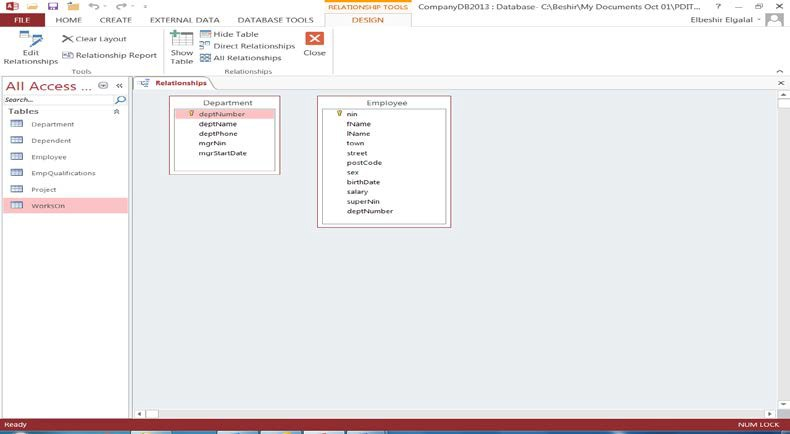 RELATIONSHIP TOOLS
CompanyDB2013 : Database- C:\Beshir\My Documents Oct 01\PDIT...
?
FILE HOME CREATE EXTERNAL DATA DATABASE TOOLS DESIGN
Elbeshir Elgalal
Edit Relationships
Clear Layout
Relationship Report
Tools
Show Table
Hide Table
Direct Relationships
All Relationships
Relationships
Close
All Access ...
Search...
Tables
Department
Dependent
Employee
EmpQualifications
Project
WorksOn
Relationships
Department
deptNumber
deptName
deptPhone
mgrNin
mgrStartDate
Employee
nin
fName
lName
town
street
postCode
sex
birthDate
salary
superNin
deptNumber
Ready
NUM LOCK